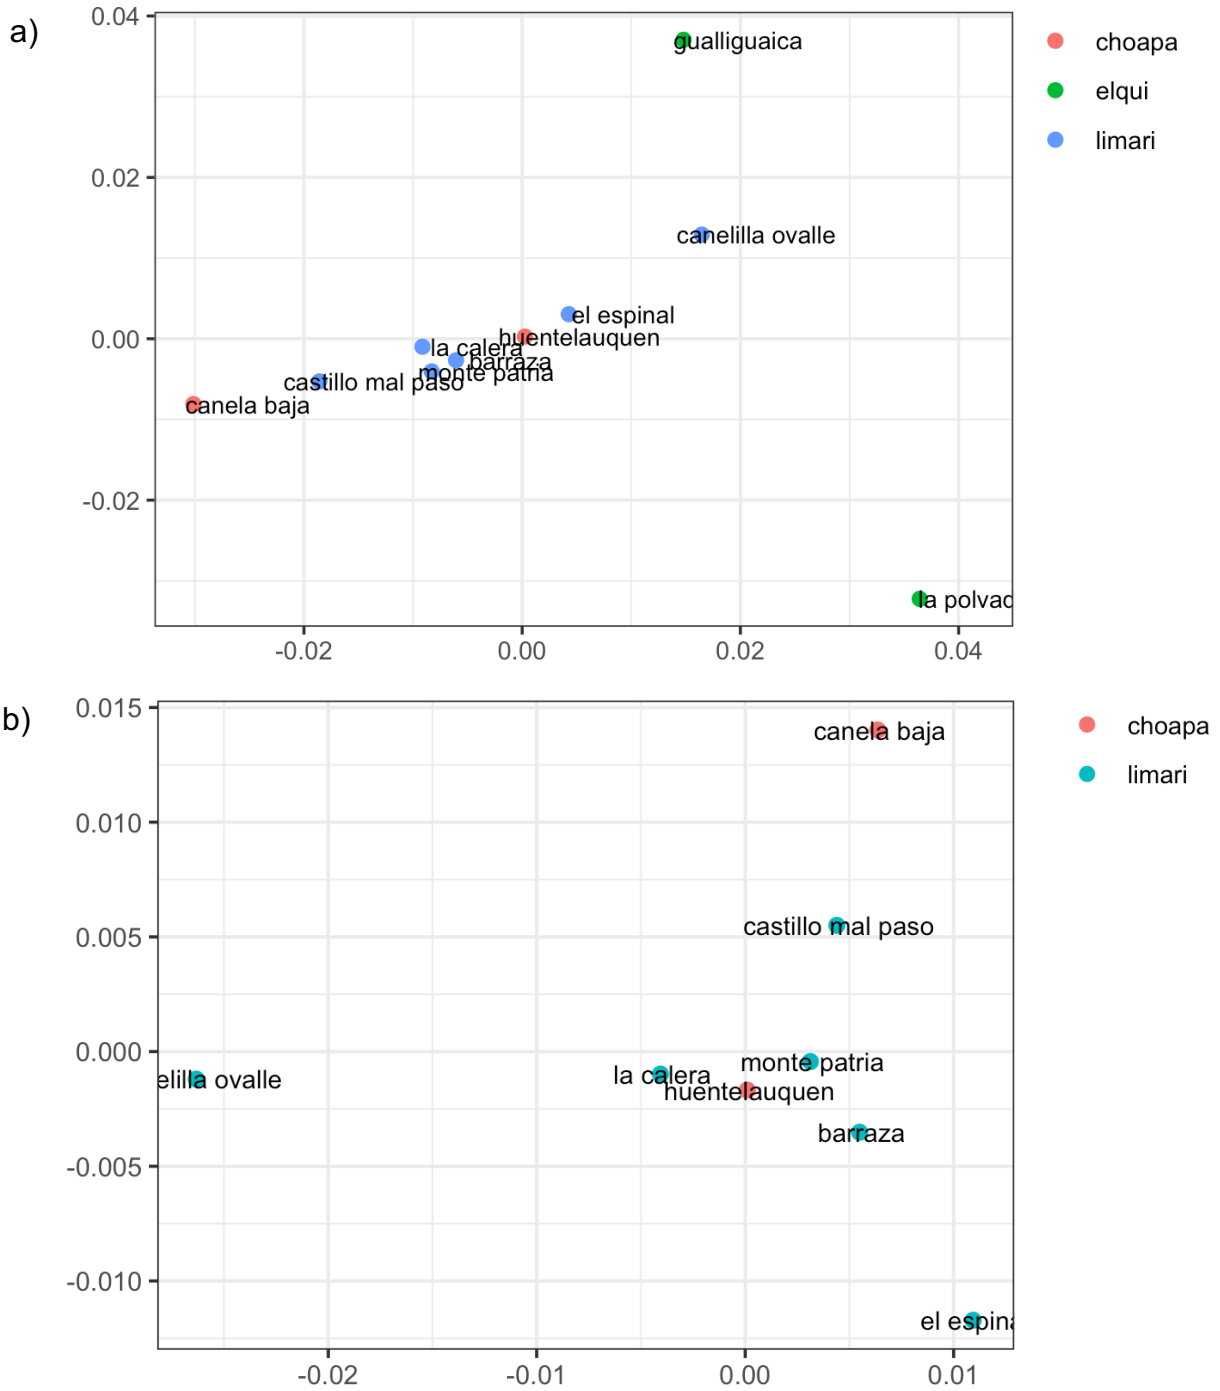 a)
0.04
0.02
0.00
-0.02
gualliguaica
canelilla ovalle
el espinal
huentelauquen
la calera
barraza
monte patria
castillo mal paso
canela baja
la polvad
-0.02
0.00
0.02
0.04
choapa
elqui
limari
b)
0.015
0.010
0.005
0.000
-0.005
-0.010
canela baja
castillo mal paso
monte patria
la calera
elilla ovalle
huentelauquen
barraza
el espina
-0.02
-0.01
0.00
0.01
choapa
limari